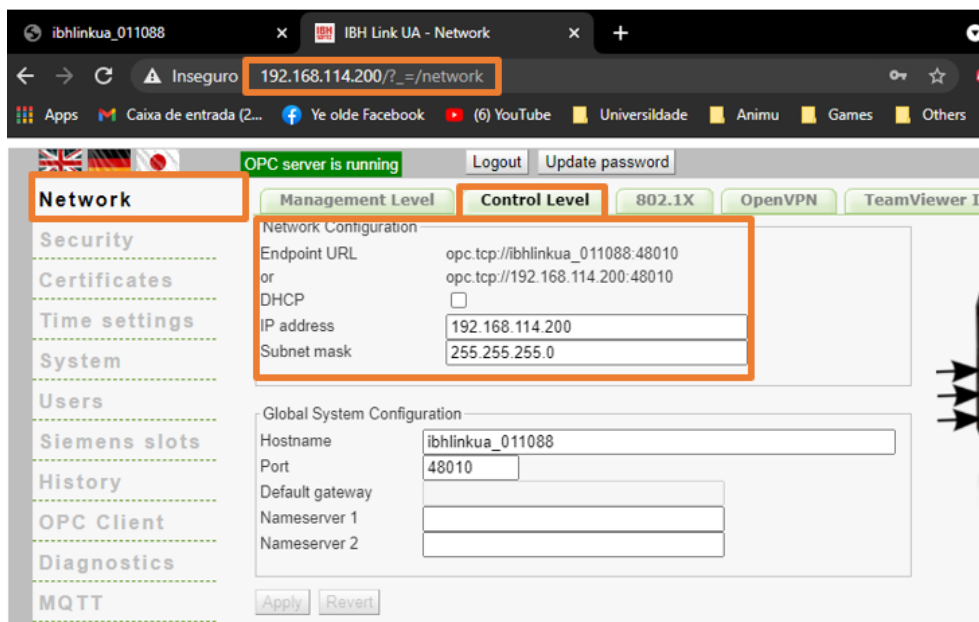 ibhlinkua_011088
IBH Link UA - Network
Inseguro 192.168.114.200/?_=/network
Apps Caixa de entrada (2... Ye olde Facebook (6) YouTube Universildade Animu Games Others
OPC server is running Logout Update password
Network Management Level Control Level 802.1X OpenVPN TeamViewer I
Security
Certificates
Time settings
System
Users
Siemens slots
History
OPC Client
Diagnostics
MQTT
Network Configuration
Endpoint URL opc.tcp://ibhlinkua_011088:48010
or opc.tcp://192.168.114.200:48010
DHCP
IP address 192.168.114.200
Subnet mask 255.255.255.0
Global System Configuration
Hostname ibhlinkua_011088
Port 48010
Default gateway
Nameserver 1
Nameserver 2
Apply Revert